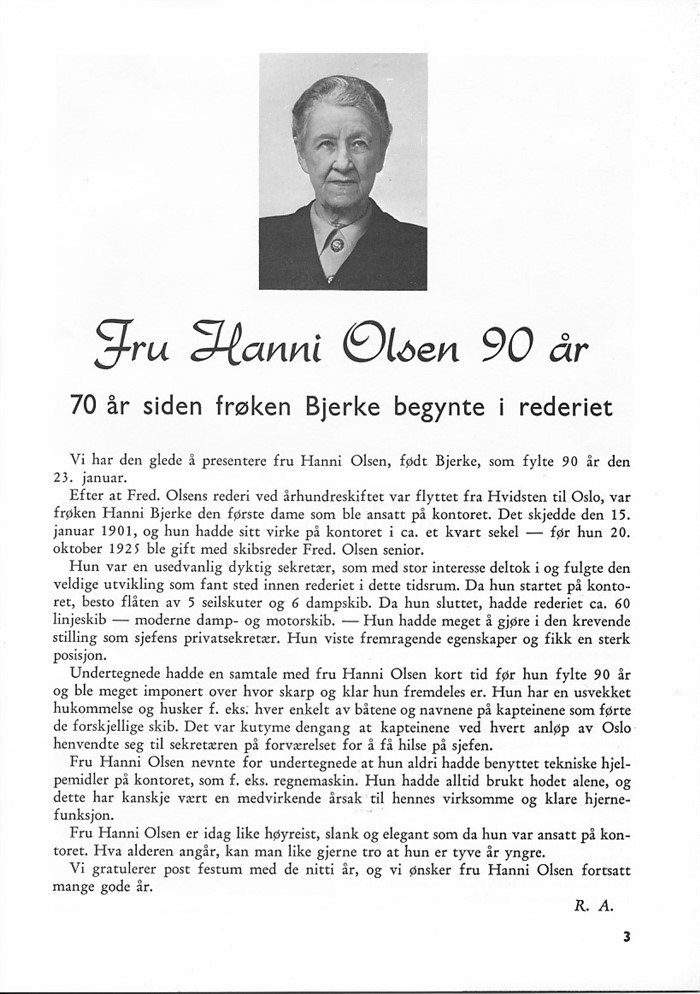 Fru Hanni Olsen 90 år
70 år siden frøken Bjerke begynte i rederiet
Vi har den glede å presentere fru Hanni Olsen, født Bjerke, som fylte 90 år den
23. januar.
Efter at Fred. Olsens rederi ved århundreskiftet var flyttet fra Hvidsten til Oslo, var
frøken Hanni Bjerke den første dame som ble ansatt på kontoret. Det skjedde den 15.
januar 1901, og hun hadde sitt virke på kontoret i ca. et kvart sekel — før hun 20.
oktober 1925 ble gift med skibsreder Fred. Olsen senior.
Hun var en usedvanlig dyktig sekretær, som med stor interesse deltok i og fulgte den
veldige utvikling som fant sted innen rederiet i dette tidsrum. Da hun startet på konto-
ret, besto flåten av 5 seilskuter og 6 dampskib. Da hun sluttet, hadde rederiet ca. 60
linjeskib — moderne damp- og motorskib. — Hun hadde meget å gjøre i den krevende
stilling som sjefens privatsekretær. Hun viste fremragende egenskaper og fikk en sterk
posisjon.
Undertegnede hadde en samtale med fru Hanni Olsen kort tid før hun fylte 90 år
og ble meget imponert over hvor skarp og klar hun fremdeles er. Hun har en usvekket
hukommelse og husker f. eks. hver enkelt av båtene og navnene på kapteinene som førte
de forskjellige skib. Det var kutyme dengang at kapteinene ved hvert anløp av Oslo
henvendte seg til sekretæren på forværelset for å få hilse på sjefen.
Fru Hanni Olsen nevnte for undertegnede at hun aldri hadde benyttet tekniske hjel-
pemidler på kontoret, som f. eks. regnemaskin. Hun hadde alltid brukt hodet alene, og
dette har kanskje vært en medvirkende årsak til hennes virksomme og klare hjerne-
funksjon.
Fru Hanni Olsen er idag like høyreist, slank og elegant som da hun var ansatt på kon-
toret. Hva alderen angår, kan man like gjerne tro at hun er tyve år yngre.
Vi gratulerer post festum med de nitti år, og vi ønsker fru Hanni Olsen fortsatt
mange gode år.
R. A.
3